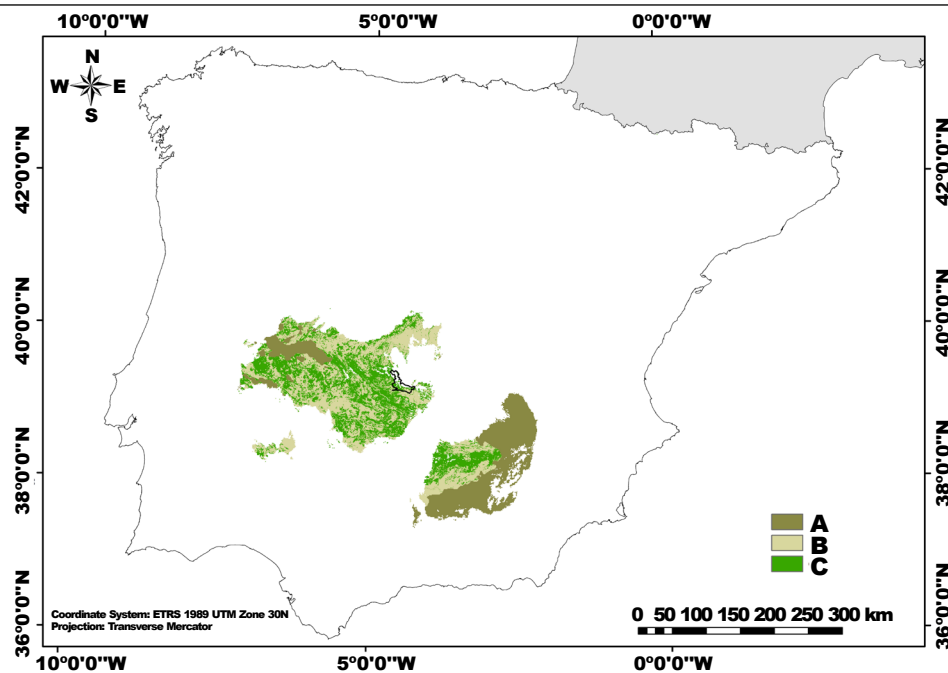 10°0'0"W 5°0'0"W 0°0'0"W
N
W E
S
42°0'0"N 42°0'0"N
40°0'0"N 40°0'0"N
38°0'0"N 38°0'0"N
36°0'0"N 36°0'0"N
A
B
C
Coordinate System: ETRS 1989 UTM Zone 30N
Projection: Transverse Mercator
0 50 100 150 200 250 300 km
10°0'0"W 5°0'0"W 0°0'0"W